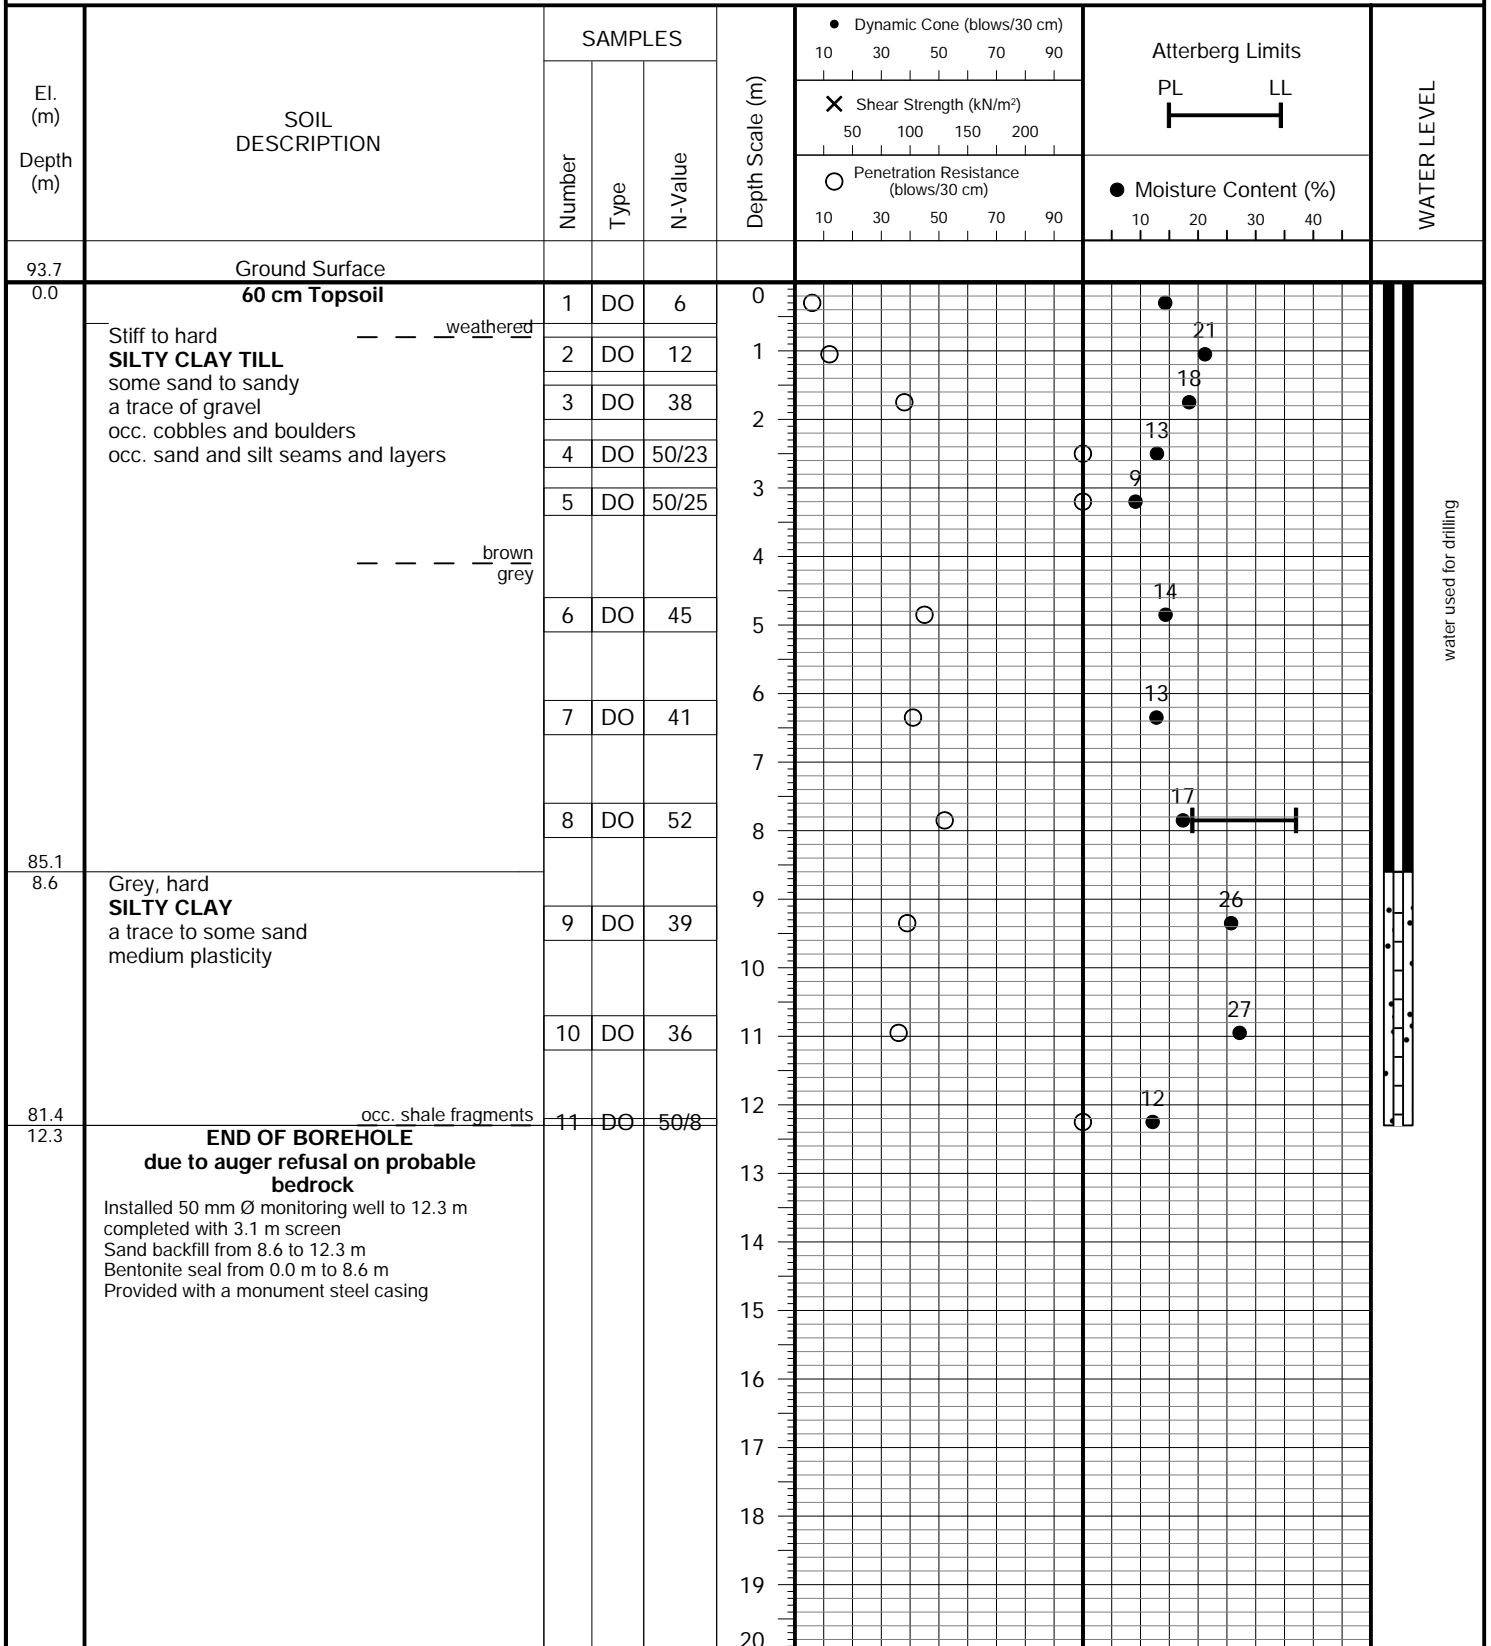 El.
(m)
Depth
(m)
SOIL
DESCRIPTION
SAMPLES
Number
Type
N-Value
Depth Scale (m)
Dynamic Cone (blows/30 cm)
10 30 50 70 90
Shear Strength (kN/m²)
50 100 150 200
Penetration Resistance
(blows/30 cm)
10 30 50 70 90
Atterberg Limits
PL LL
Moisture Content (%)
10 20 30 40
WATER LEVEL
93.7 Ground Surface
0.0 60 cm Topsoil
1 DO 6
0
weathered
Stiff to hard
SILTY CLAY TILL
some sand to sandy
a trace of gravel
occ. cobbles and boulders
occ. sand and silt seams and layers
21
2 DO 12
1
18
3 DO 38
2
13
4 DO 50/23
9
3
5 DO 50/25
water used for drilling
brown
grey
4
14
6 DO 45
5
6
13
7 DO 41
7
17
8 DO 52
8
85.1
8.6
Grey, hard
SILTY CLAY
a trace to some sand
medium plasticity
9
26
9 DO 39
10
27
10 DO 36
11
12
12
81.4
12.3
occ. shale fragments
11 DO 50/8
END OF BOREHOLE
due to auger refusal on probable
bedrock
Installed 50 mm Ø monitoring well to 12.3 m
completed with 3.1 m screen
Sand backfill from 8.6 to 12.3 m
Bentonite seal from 0.0 m to 8.6 m
Provided with a monument steel casing
13
14
15
16
17
18
19
20